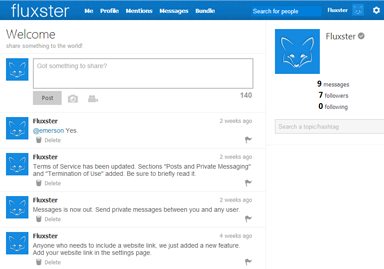 fluxster Me Profile Mentions Messages Bundle Search for people Fluxster
Welcome
share something to the world!
Got something to share?
Post 140
Fluxster 2 weeks ago
@emerson Yes.
Delete
Fluxster 2 weeks ago
Terms of Service has been updated. Sections "Posts and Private Messaging"
and "Termination of Use" added. Be sure to briefly read it.
Delete
Fluxster 2 weeks ago
Messages is now out. Send private messages between you and any user.
Delete
Fluxster 4 weeks ago
Anyone who needs to include a website link, we just added a new feature.
Add your website link in the settings page.
Delete
Fluxster
9 messages
7 followers
0 following
Search a topic/hashtag